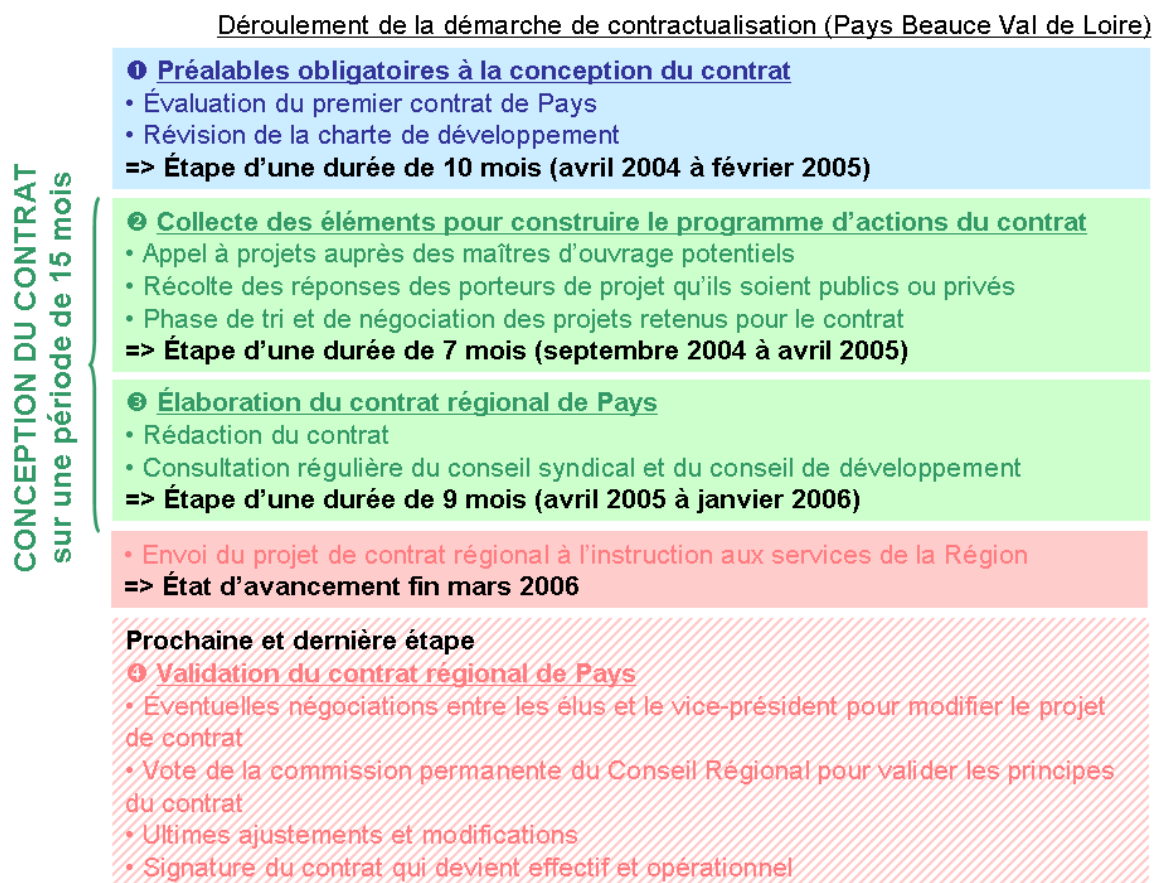 Déroulement de la démarche de contractualisation (Pays Beauce Val de Loire)
❶ Préalables obligatoires à la conception du contrat
• Évaluation du premier contrat de Pays
• Révision de la charte de développement
=> Étape d’une durée de 10 mois (avril 2004 à février 2005)
CONCEPTION DU CONTRAT
sur une période de 15 mois
❷ Collecte des éléments pour construire le programme d’actions du contrat
• Appel à projets auprès des maîtres d’ouvrage potentiels
• Récolte des réponses des porteurs de projet qu’ils soient publics ou privés
• Phase de tri et de négociation des projets retenus pour le contrat
=> Étape d’une durée de 7 mois (septembre 2004 à avril 2005)
❸ Élaboration du contrat régional de Pays
• Rédaction du contrat
• Consultation régulière du conseil syndical et du conseil de développement
=> Étape d’une durée de 9 mois (avril 2005 à janvier 2006)
• Envoi du projet de contrat régional à l’instruction aux services de la Région
=> État d’avancement fin mars 2006
Prochaine et dernière étape
❹ Validation du contrat régional de Pays
• Éventuelles négociations entre les élus et le vice-président pour modifier le projet
de contrat
• Vote de la commission permanente du Conseil Régional pour valider les principes
du contrat
• Ultimes ajustements et modifications
• Signature du contrat qui devient effectif et opérationnel